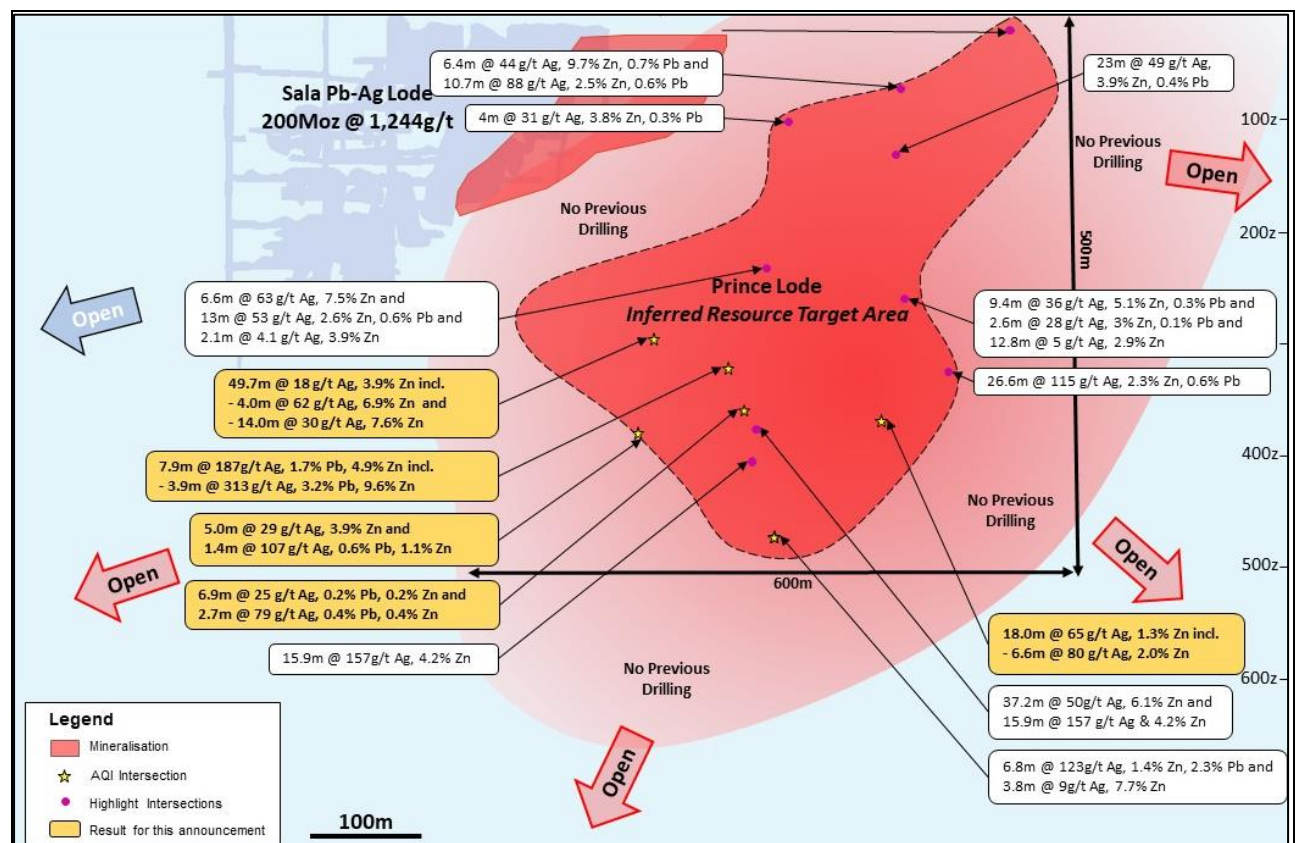 6.4m @ 44 g/t Ag, 9.7% Zn, 0.7% Pb and
10.7m @ 88 g/t Ag, 2.5% Zn, 0.6% Pb
23m @ 49 g/t Ag,
3.9% Zn, 0.4% Pb
Sala Pb-Ag Lode
200Moz @ 1,244g/t
4m @ 31 g/t Ag, 3.8% Zn, 0.3% Pb
100z
No Previous
Drilling
Open
No Previous
Drilling
200z
500m
6.6m @ 63 g/t Ag, 7.5% Zn and
13m @ 53 g/t Ag, 2.6% Zn, 0.6% Pb and
2.1m @ 4.1 g/t Ag, 3.9% Zn
Open
Prince Lode
Inferred Resource Target Area
9.4m @ 36 g/t Ag, 5.1% Zn, 0.3% Pb and
2.6m @ 28 g/t Ag, 3% Zn, 0.1% Pb and
12.8m @ 5 g/t Ag, 2.9% Zn
26.6m @ 115 g/t Ag, 2.3% Zn, 0.6% Pb
49.7m @ 18 g/t Ag, 3.9% Zn incl.
- 4.0m @ 62 g/t Ag, 6.9% Zn and
- 14.0m @ 30 g/t Ag, 7.6% Zn
7.9m @ 187g/t Ag, 1.7% Pb, 4.9% Zn incl.
- 3.9m @ 313 g/t Ag, 3.2% Pb, 9.6% Zn
400z
No Previous
Drilling
5.0m @ 29 g/t Ag, 3.9% Zn and
1.4m @ 107 g/t Ag, 0.6% Pb, 1.1% Zn
Open
Open
500z
600m
6.9m @ 25 g/t Ag, 0.2% Pb, 0.2% Zn and
2.7m @ 79 g/t Ag, 0.4% Pb, 0.4% Zn
15.9m @ 157g/t Ag, 4.2% Zn
18.0m @ 65 g/t Ag, 1.3% Zn incl.
- 6.6m @ 80 g/t Ag, 2.0% Zn
No Previous
Drilling
600z
37.2m @ 50g/t Ag, 6.1% Zn and
15.9m @ 157 g/t Ag & 4.2% Zn
Open
6.8m @ 123g/t Ag, 1.4% Zn, 2.3% Pb and
3.8m @ 9g/t Ag, 7.7% Zn
Legend
Mineralisation
AQI Intersection
Highlight Intersections
Result for this announcement
100m